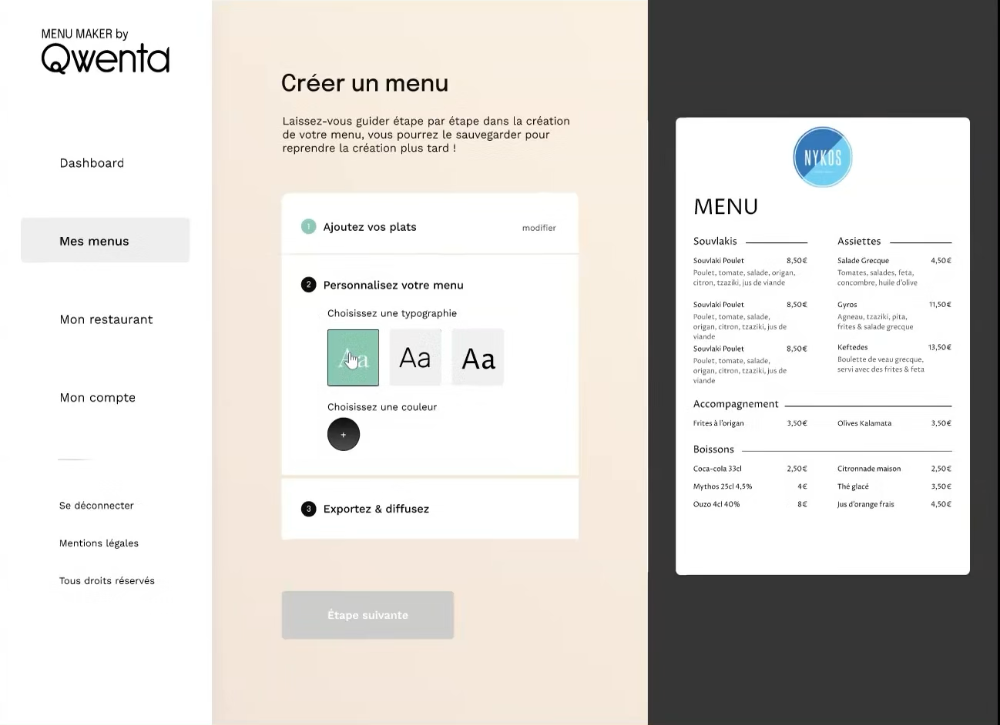 MENU MAKER by
Qwenta
Dashboard
Mes menus
Mon restaurant
Mon compte
Se déconnecter
Mentions légales
Tous droits réservés
Créer un menu
Laissez-vous guider étape par étape dans la création
de votre menu, vous pourrez le sauvegarder pour
reprendre la création plus tard !
1 Ajoutez vos plats modifier
2 Personnalisez votre menu
Choisissez une typographie
Aa Aa Aa
Choisissez une couleur
+
3 Exportez & diffusez
Étape suivante
NYKOS
MENU
Souvlakis
Souvlaki Poulet 8,50€
Poulet, tomate, salade, origan,
citron, tzaziki, jus de viande
Souvlaki Poulet 8,50€
Poulet, tomate, salade,
origan, citron, tzaziki, jus de
viande
Souvlaki Poulet 8,50€
Poulet, tomate, salade,
origan, citron, tzaziki, jus de
viande
Assiettes
Salade Grecque 4,50€
Tomates, salades, feta,
concombre, huile d'olive
Gyros 11,50€
Agneau, tzaziki, pita,
frites & salade grecque
Keftedes 13,50€
Boulette de veau grecque,
servi avec des frites & feta
Accompagnement
Frites à l'origan 3,50€ Olives Kalamata 3,50€
Boissons
Coca-cola 33cl 2,50€ Citronnade maison 2,50€
Mythos 25cl 4,5% 4€ Thé glacé 3,50€
Ouzo 4cl 40% 8€ Jus d'orange frais 4,50€